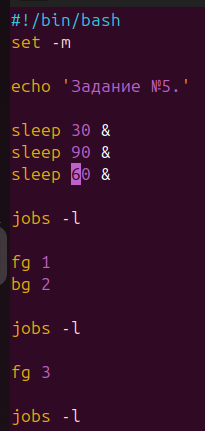 #!/bin/bash
set -m
echo 'Задание №5.'
sleep 30 &
sleep 90 &
sleep 60 &
jobs -l
fg 1
bg 2
jobs -l
fg 3
jobs -l